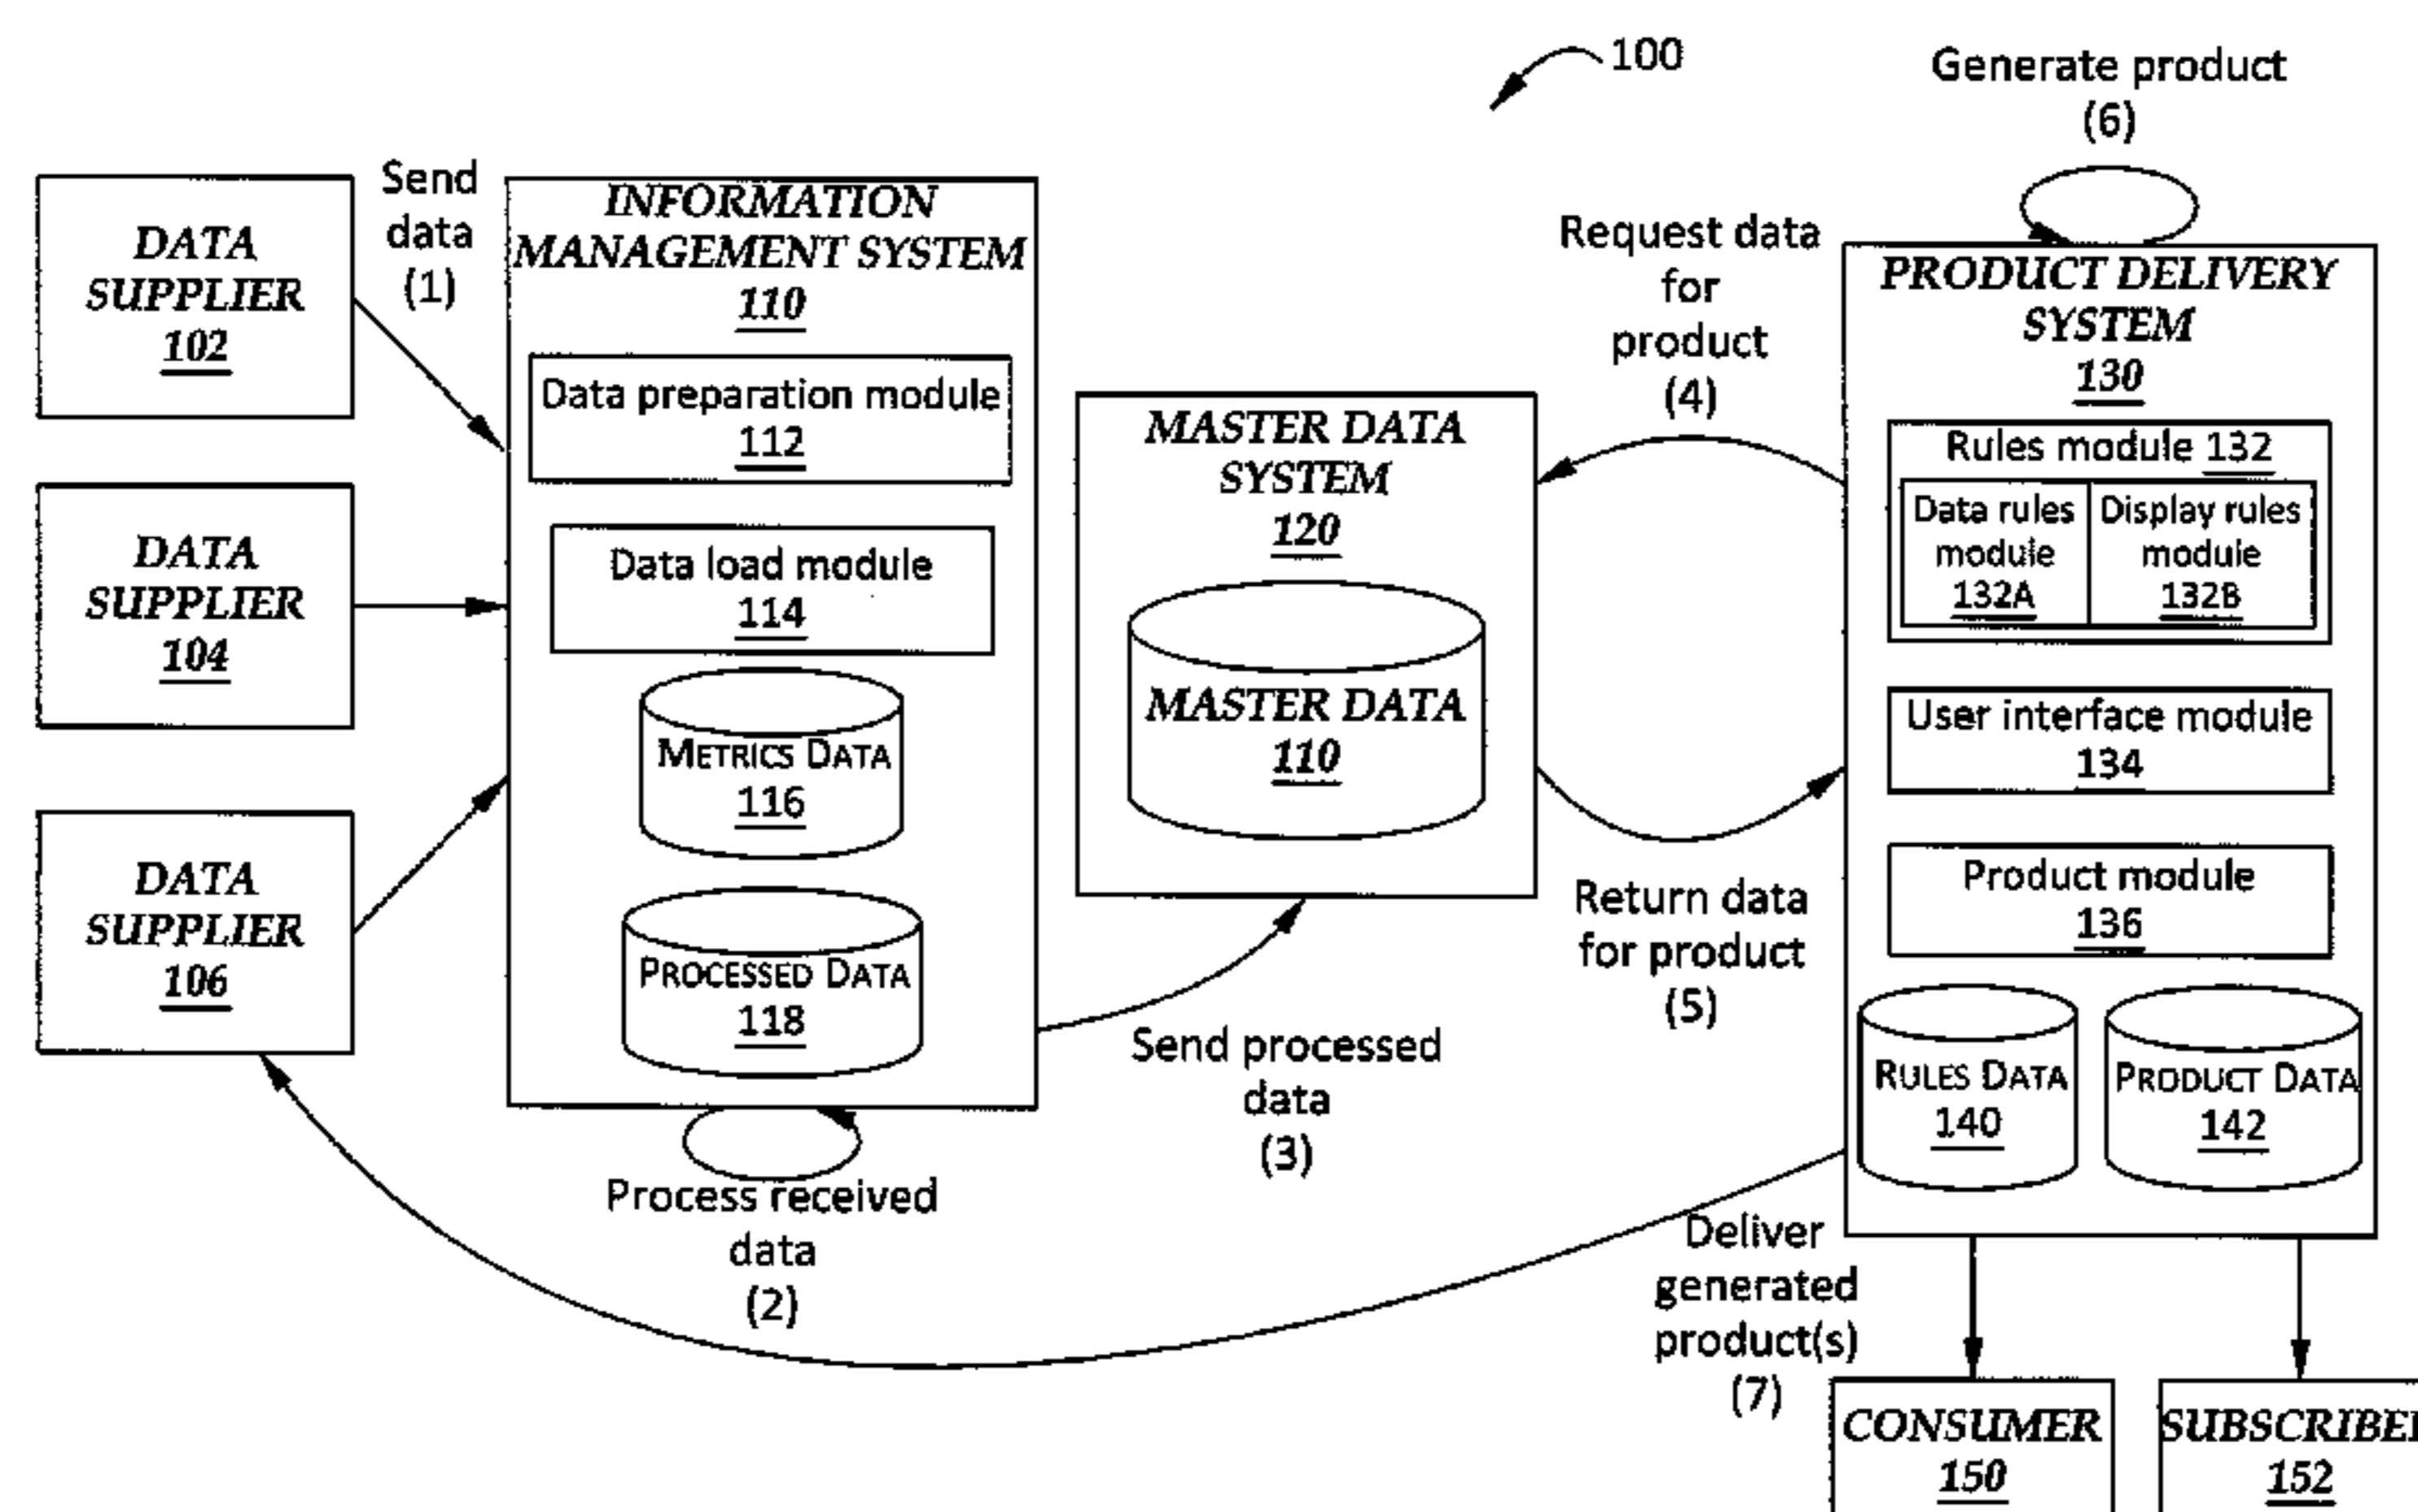 100
Generate product
(6)
DATA
SUPPLIER
102
Send
data
(1)
DATA
SUPPLIER
104
DATA
SUPPLIER
106
INFORMATION
MANAGEMENT SYSTEM
110
Data preparation module
112
Data load module
114
METRICS DATA
116
PROCESSED DATA
118
Process received
data
(2)
MASTER DATA
SYSTEM
120
MASTER DATA
110
Send processed
data
(3)
Request data
for
product
(4)
Return data
for product
(5)
PRODUCT DELIVERY
SYSTEM
130
Rules module 132
Data rules
module
132A
Display rules
module
132B
User interface module
134
Product module
136
RULES DATA
140
PRODUCT DATA
142
Deliver
generated
product(s)
(7)
CONSUMER
150
SUBSCRIBER
152